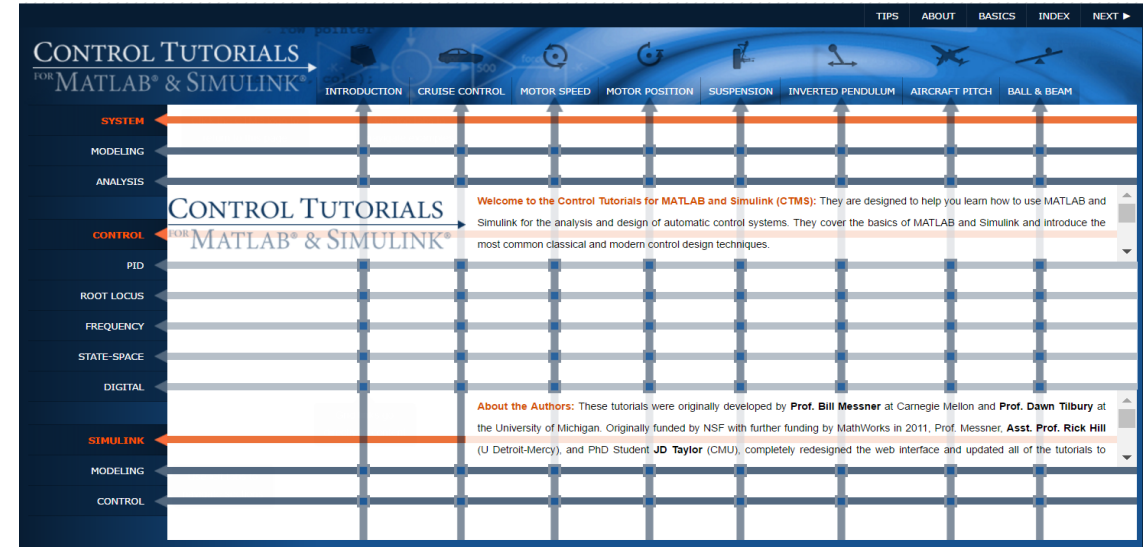 TIPS ABOUT BASICS INDEX NEXT ►
CONTROL TUTORIALS
FOR MATLAB® & SIMULINK®
INTRODUCTION CRUISE CONTROL MOTOR SPEED MOTOR POSITION SUSPENSION INVERTED PENDULUM AIRCRAFT PITCH BALL & BEAM
SYSTEM
MODELING
ANALYSIS
CONTROL TUTORIALS
FOR MATLAB® & SIMULINK®
Welcome to the Control Tutorials for MATLAB and Simulink (CTMS): They are designed to help you learn how to use MATLAB and
Simulink for the analysis and design of automatic control systems. They cover the basics of MATLAB and Simulink and introduce the
most common classical and modern control design techniques.
CONTROL
PID
ROOT LOCUS
FREQUENCY
STATE-SPACE
DIGITAL
About the Authors: These tutorials were originally developed by Prof. Bill Messner at Carnegie Mellon and Prof. Dawn Tilbury at
the University of Michigan. Originally funded by NSF with further funding by MathWorks in 2011, Prof. Messner, Asst. Prof. Rick Hill
(U Detroit-Mercy), and PhD Student JD Taylor (CMU), completely redesigned the web interface and updated all of the tutorials to
SIMULINK
MODELING
CONTROL